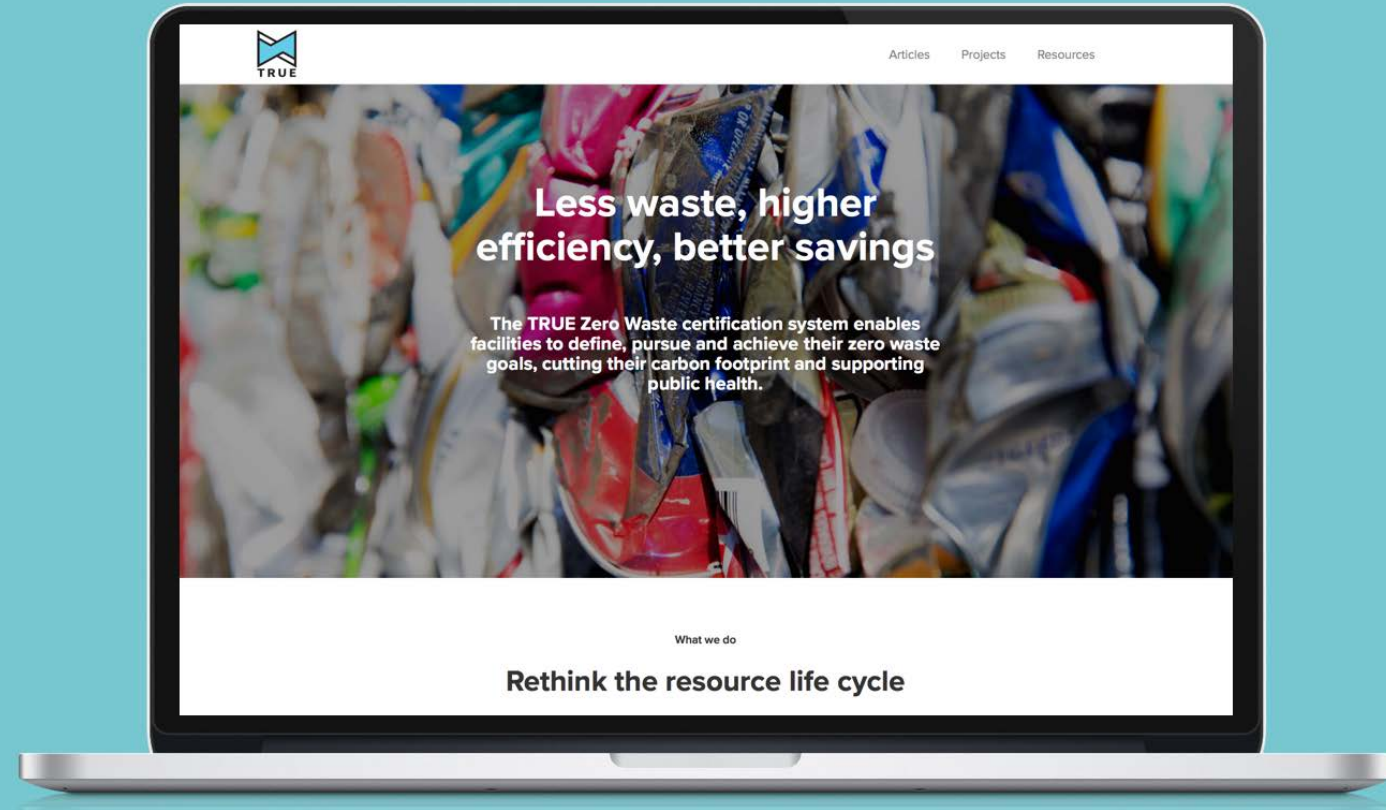 TRUE
Articles Projects Resources
Less waste, higher
efficiency, better savings
The TRUE Zero Waste certification system enables
facilities to define, pursue and achieve their zero waste
goals, cutting their carbon footprint and supporting
public health.
What we do
Rethink the resource life cycle